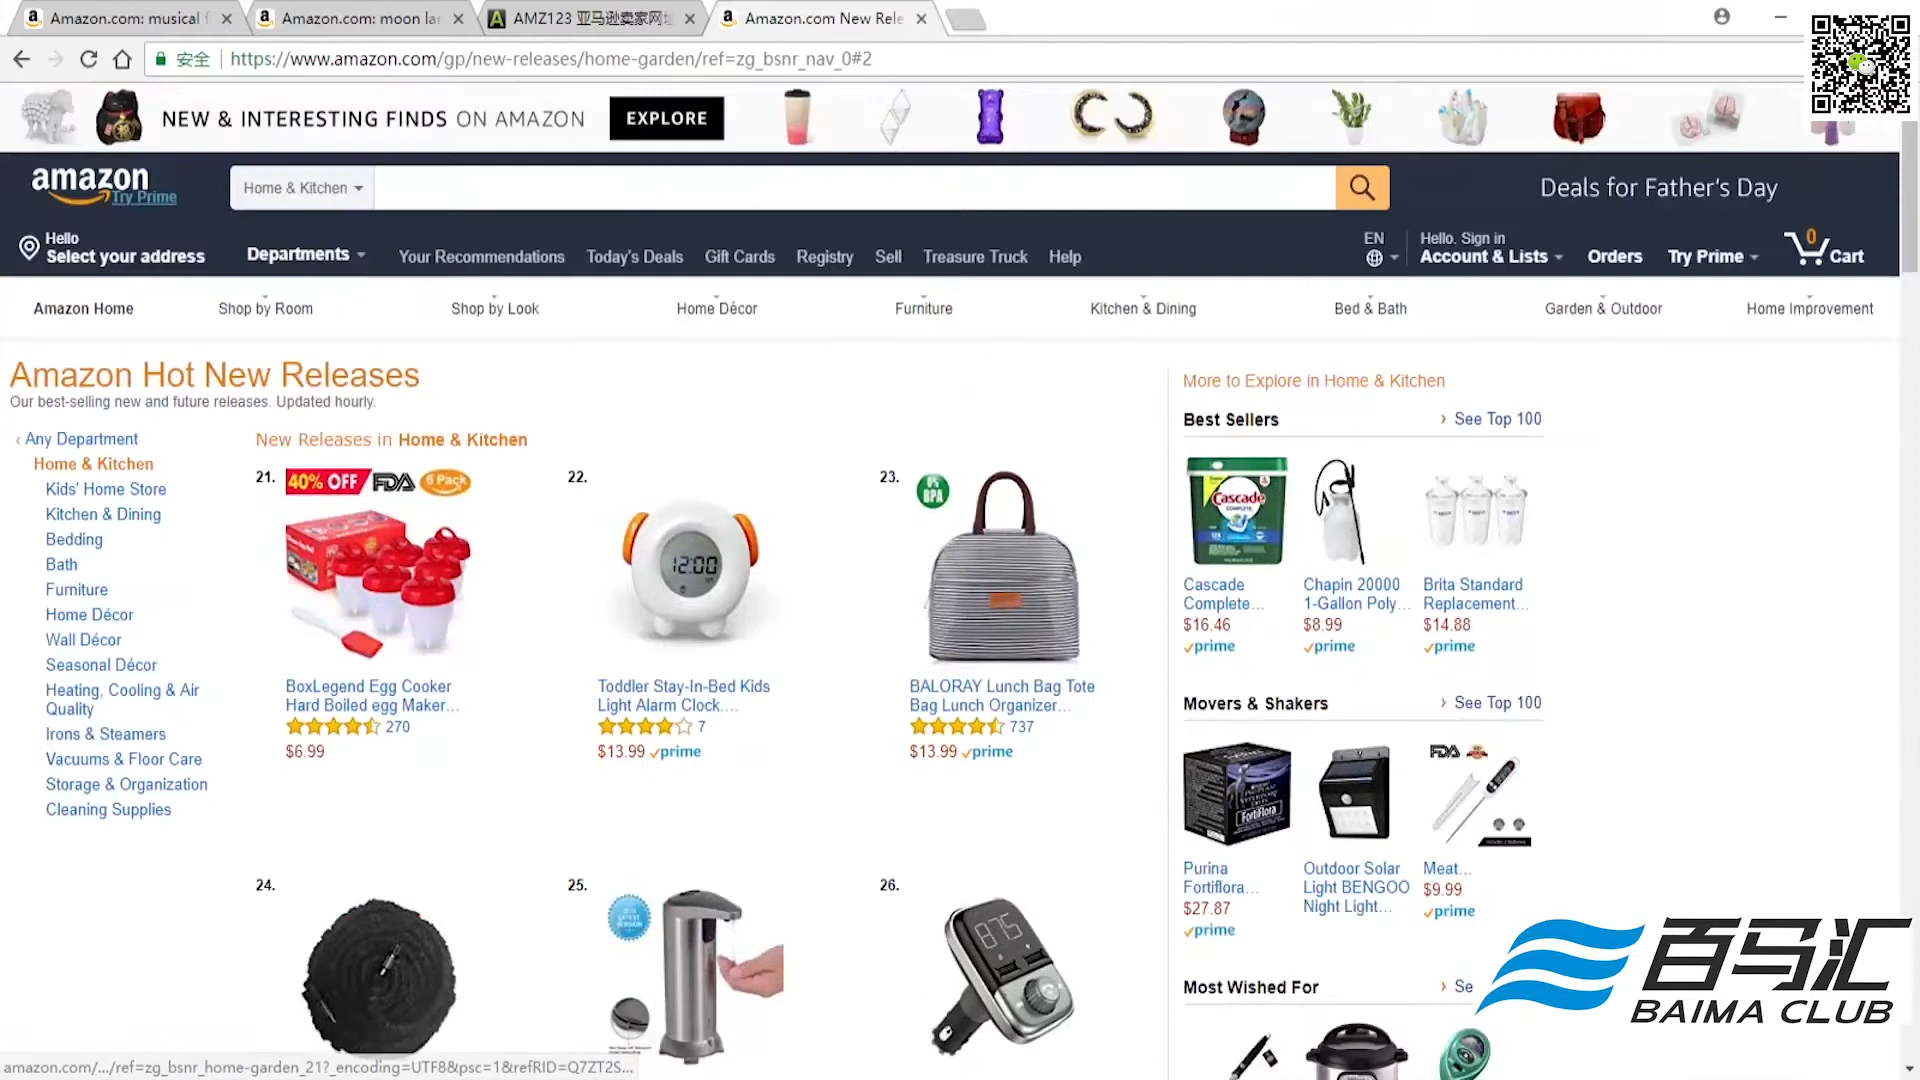 Amazon.com: musical f
Amazon.com: moon la
AMZ123 亚马逊卖家网址
Amazon.com New Rele
安全
https://www.amazon.com/gp/new-releases/home-garden/ref=zg_bsnr_nav_0#2
NEW & INTERESTING FINDS ON AMAZON
EXPLORE
amazon
Try Prime
Home & Kitchen
Deals for Father's Day
Hello
Select your address
Departments
Your Recommendations
Today's Deals
Gift Cards
Registry
Sell
Treasure Truck
Help
EN
Hello. Sign in
Account & Lists
Orders
Try Prime
0
Cart
Amazon Home
Shop by Room
Shop by Look
Home Décor
Furniture
Kitchen & Dining
Bed & Bath
Garden & Outdoor
Home Improvement
Amazon Hot New Releases
Our best-selling new and future releases. Updated hourly.
‹ Any Department
Home & Kitchen
Kids' Home Store
Kitchen & Dining
Bedding
Bath
Furniture
Home Décor
Wall Décor
Seasonal Décor
Heating, Cooling & Air
Quality
Irons & Steamers
Vacuums & Floor Care
Storage & Organization
Cleaning Supplies
New Releases in Home & Kitchen
21.
40% OFF
FDA
6 Pack
BoxLegend Egg Cooker
Hard Boiled egg Maker...
270
$6.99
22.
12:00
Toddler Stay-In-Bed Kids
Light Alarm Clock....
7
$13.99 prime
23.
0%
BPA
BALORAY Lunch Bag Tote
Bag Lunch Organizer...
737
$13.99 prime
24.
25.
LATEST
VERSION
26.
875
More to Explore in Home & Kitchen
Best Sellers
› See Top 100
Cascade
COMPLETE
Cascade
Complete...
$16.46
prime
Chapin 20000
1-Gallon Poly...
$8.99
prime
Brita Standard
Replacement...
$14.88
prime
Movers & Shakers
› See Top 100
FortiFlora
Purina
Fortiflora...
$27.87
prime
Outdoor Solar
Light BENGOO
Night Light...
FDA
Meat...
$9.99
prime
Most Wished For
› Se
百马汇
BAIMA CLUB
amazon.com/.../ref=zg_bsnr_home-garden_21?_encoding=UTF8&psc=1&refRID=Q7ZT2S...